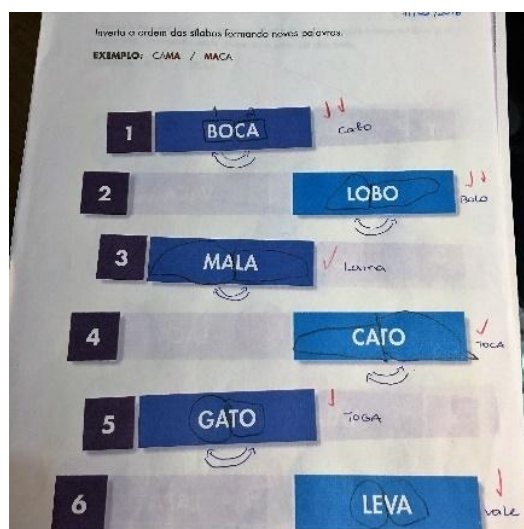 Inverta a ordem das sílabas formando novas palavras.
EXEMPLO: CAMA / MACA
1 BOCA Cabo
2 LOBO Bolo
3 MALA Lama
4 CATO TOCA
5 GATO TOGA
6 LEVA vale